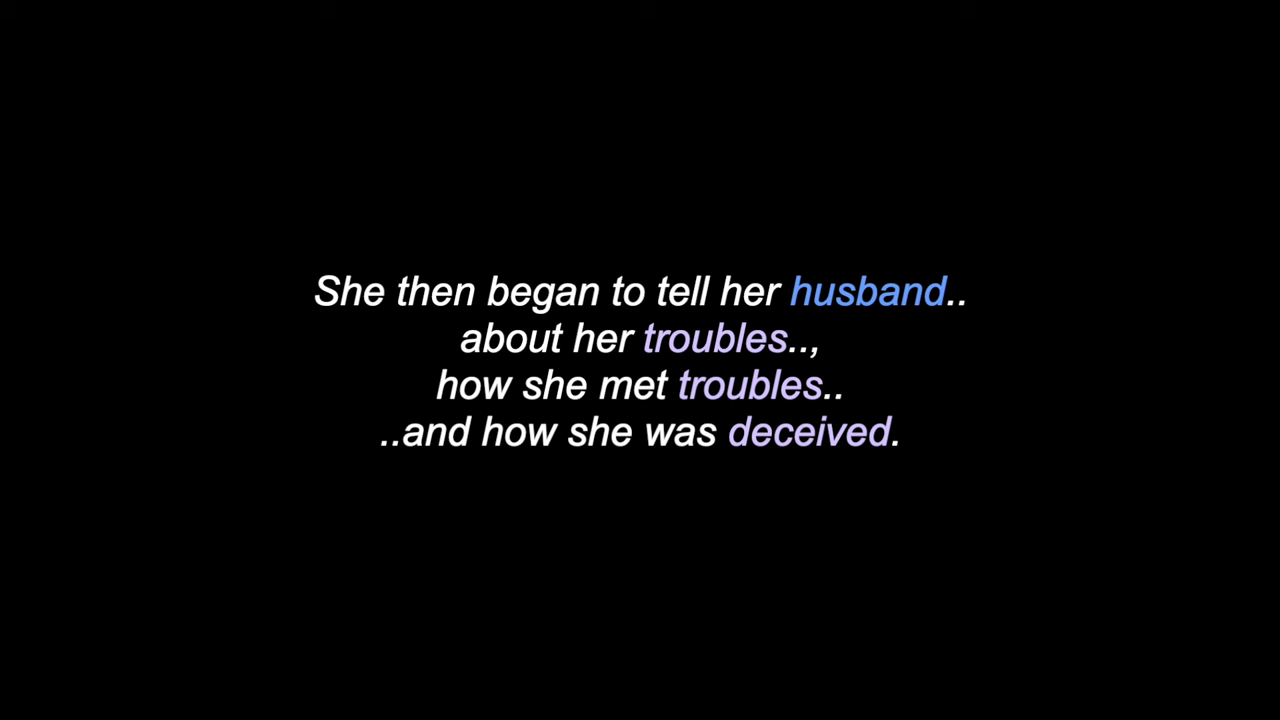 She then began to tell her husband..
about her troubles..,
how she met troubles..
..and how she was deceived.